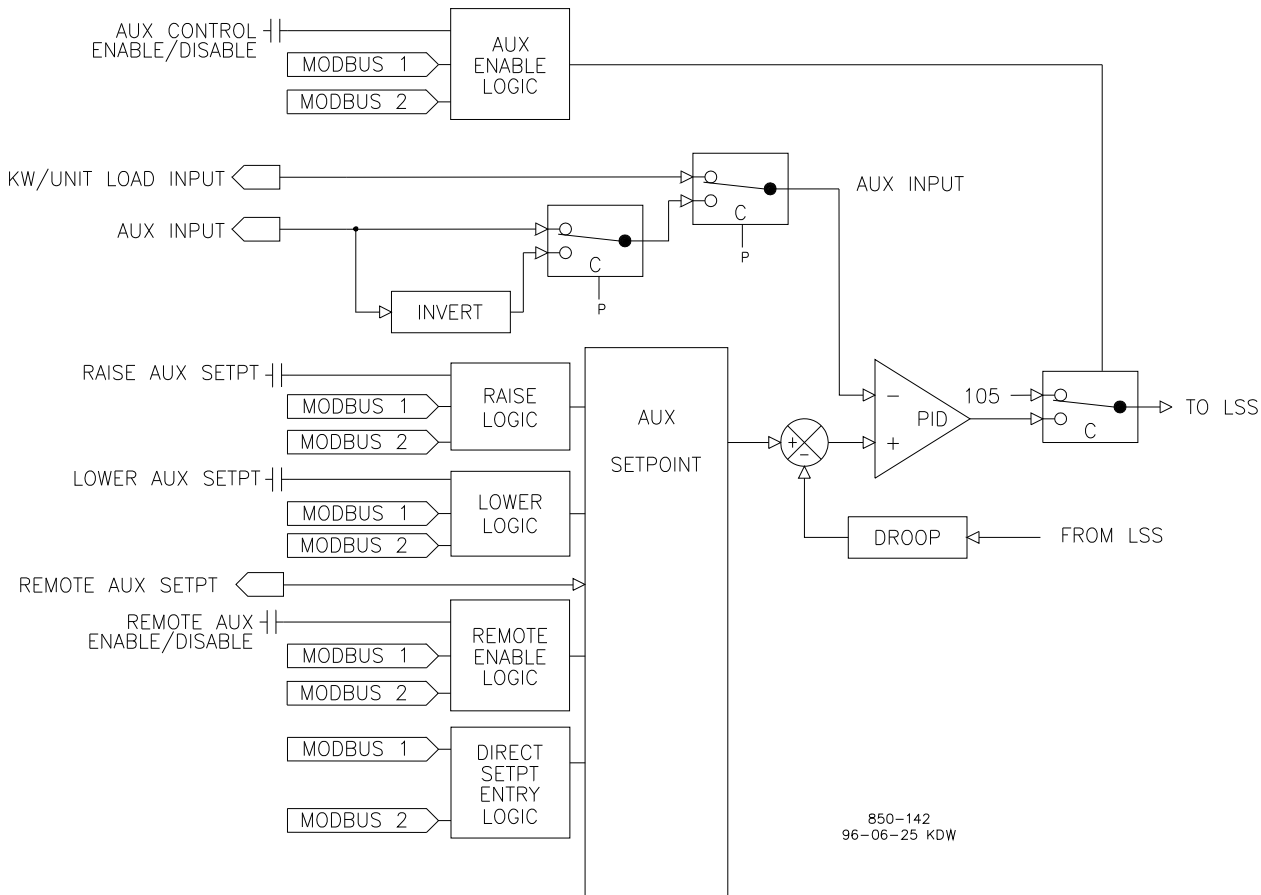 AUX CONTROL
ENABLE/DISABLE
MODBUS 1
MODBUS 2
AUX
ENABLE
LOGIC
KW/UNIT LOAD INPUT
AUX INPUT
C
P
INVERT
C
P
AUX INPUT
RAISE AUX SETPT
MODBUS 1
MODBUS 2
RAISE
LOGIC
LOWER AUX SETPT
MODBUS 1
MODBUS 2
LOWER
LOGIC
REMOTE AUX SETPT
REMOTE AUX
ENABLE/DISABLE
MODBUS 1
MODBUS 2
REMOTE
ENABLE
LOGIC
MODBUS 1
MODBUS 2
DIRECT
SETPT
ENTRY
LOGIC
AUX
SETPOINT
+
-
-
PID
+
105
C
TO LSS
DROOP
FROM LSS
850-142
96-06-25 KDW